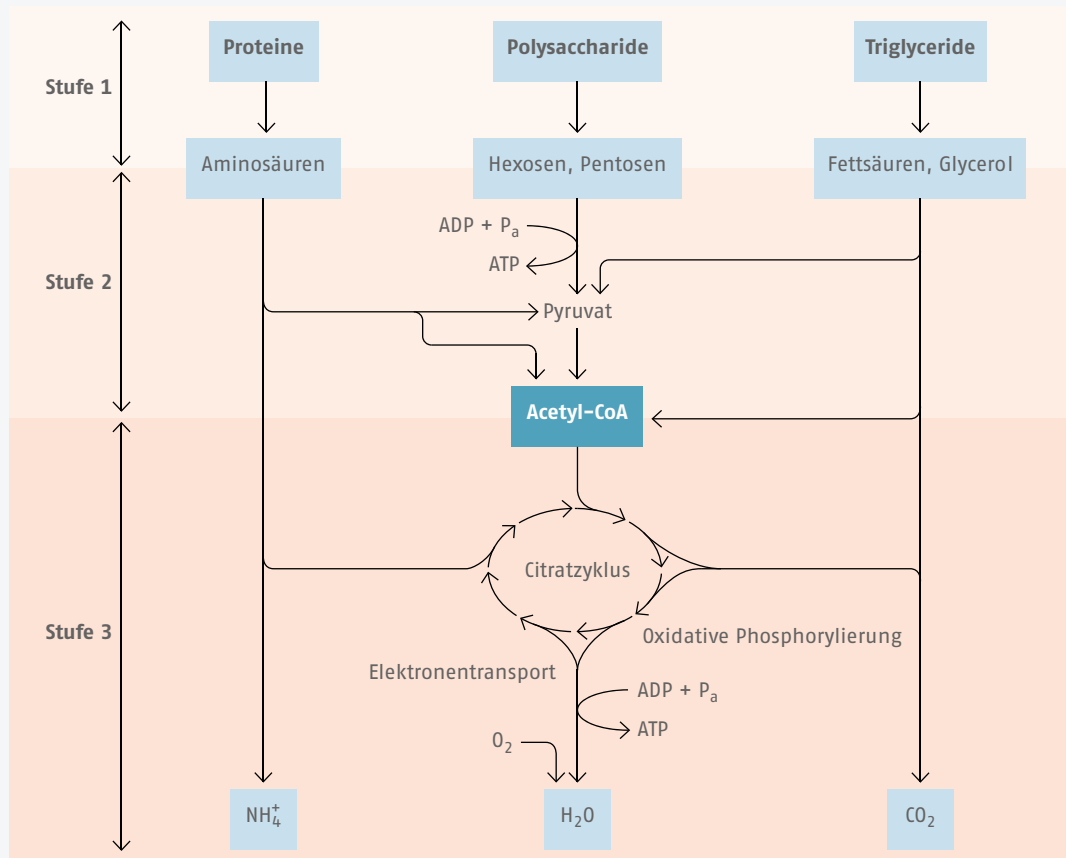 Proteine
Polysaccharide
Triglyceride
Stufe 1
Aminosäuren
Hexosen, Pentosen
Fettsäuren, Glycerol
ADP + Pₐ
ATP
Stufe 2
Pyruvat
Acetyl-CoA
Citratzyklus
Stufe 3
Oxidative Phosphorylierung
Elektronentransport
ADP + Pₐ
ATP
O₂
NH₄⁺
H₂O
CO₂